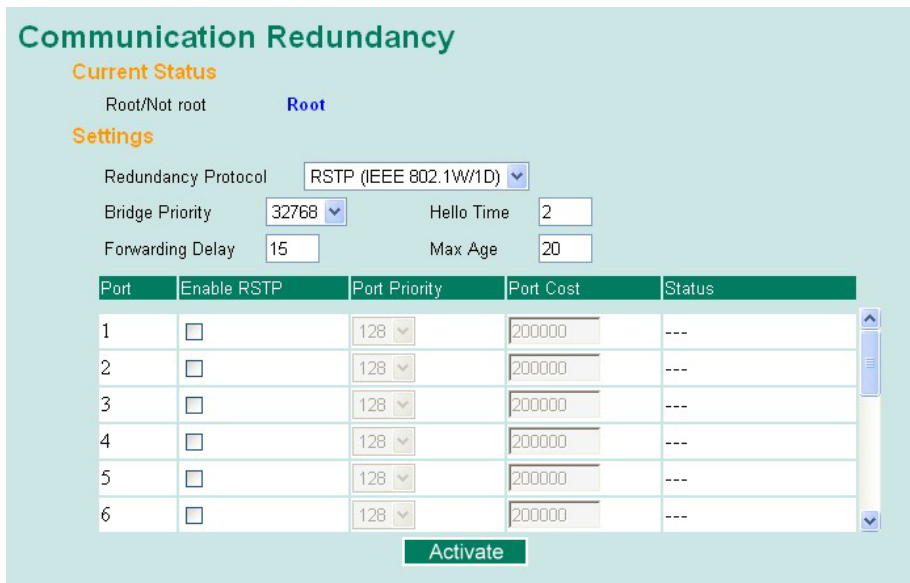 Communication Redundancy
Current Status
Root/Not root Root
Settings
Redundancy Protocol RSTP (IEEE 802.1W/1D)
Bridge Priority 32768 Hello Time 2
Forwarding Delay 15 Max Age 20
Port Enable RSTP Port Priority Port Cost Status
1 128 200000 ---
2 128 200000 ---
3 128 200000 ---
4 128 200000 ---
5 128 200000 ---
6 128 200000 ---
Activate